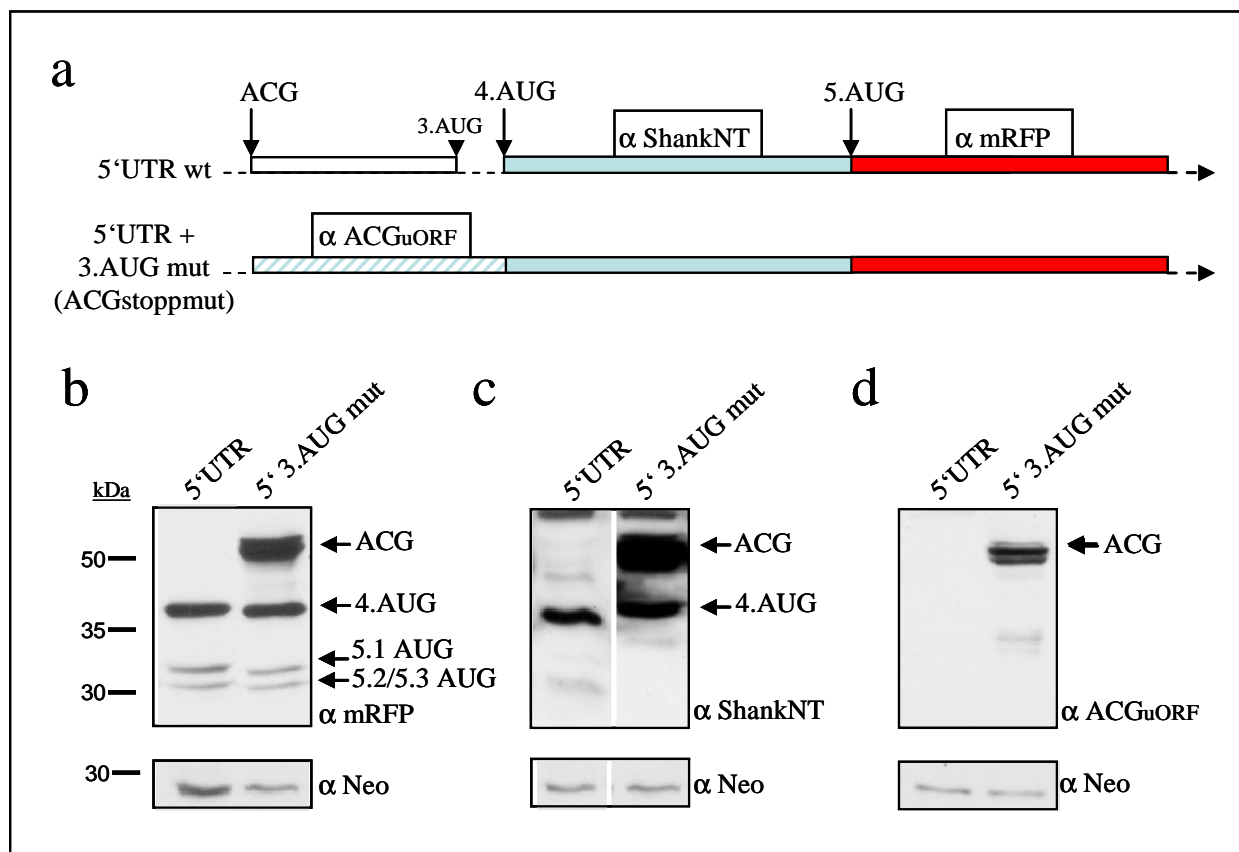 a
ACG
3.AUG
4.AUG
5.AUG
α ShankNT
α mRFP
5‘UTR wt
α ACGuORF
5‘UTR +
3.AUG mut
(ACGstoppmut)
b
5‘UTR
5‘ 3.AUG mut
kDa
50
35
30
ACG
4.AUG
5.1 AUG
5.2/5.3 AUG
α mRFP
30
α Neo
c
5‘UTR
5‘ 3.AUG mut
ACG
4.AUG
α ShankNT
α Neo
d
5‘UTR
5‘ 3.AUG mut
ACG
α ACGuORF
α Neo